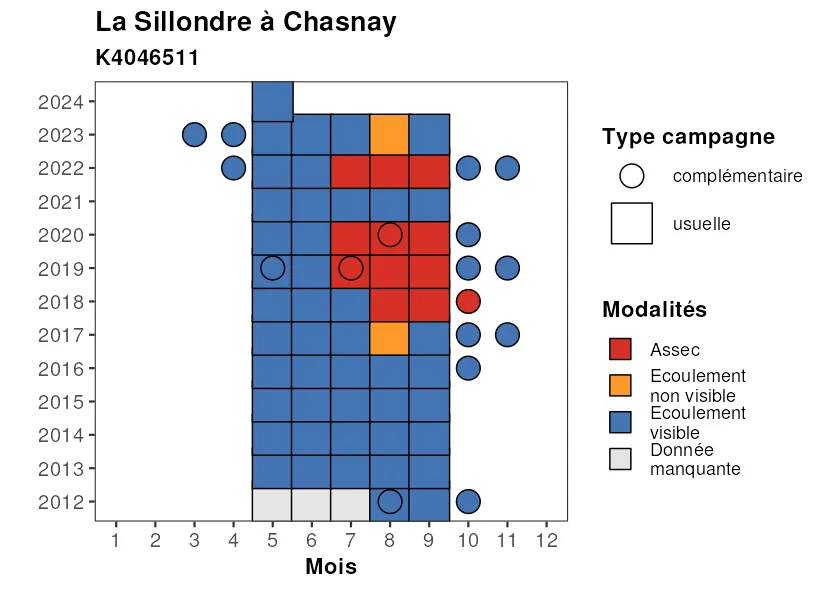 La Sillondre à Chasnay
K4046511
2024
2023
2022
2021
2020
2019
2018
2017
2016
2015
2014
2013
2012
1 2 3 4 5 6 7 8 9 10 11 12
Mois
Type campagne
complémentaire
usuelle
Modalités
Assec
Ecoulement
non visible
Ecoulement
visible
Donnée
manquante